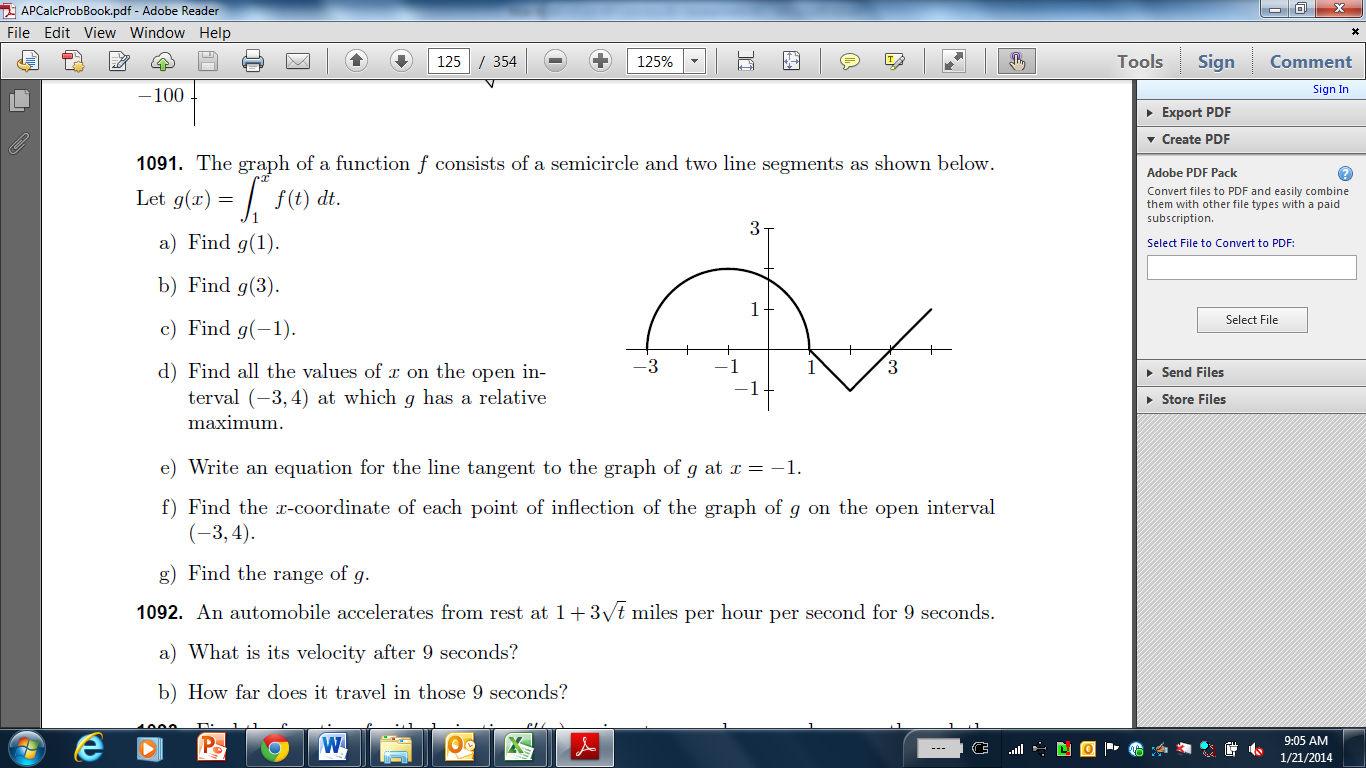 APCalcProbBook.pdf - Adobe Reader
File Edit View Window Help
125 / 354 125% Tools Sign Comment
Sign In
Export PDF
Create PDF
Adobe PDF Pack
Convert files to PDF and easily combine
them with other file types with a paid
subscription.
Select File to Convert to PDF:
Select File
Send Files
Store Files
−100
1091. The graph of a function f consists of a semicircle and two line segments as shown below.
Let g(x) = ∫₁ˣ f(t) dt.
a) Find g(1).
b) Find g(3).
c) Find g(−1).
d) Find all the values of x on the open in-
terval (−3, 4) at which g has a relative
maximum.
3
1
−3 −1 1 3
−1
e) Write an equation for the line tangent to the graph of g at x = −1.
f) Find the x-coordinate of each point of inflection of the graph of g on the open interval
(−3, 4).
g) Find the range of g.
1092. An automobile accelerates from rest at 1 + 3√t miles per hour per second for 9 seconds.
a) What is its velocity after 9 seconds?
b) How far does it travel in those 9 seconds?
9:05 AM
1/21/2014